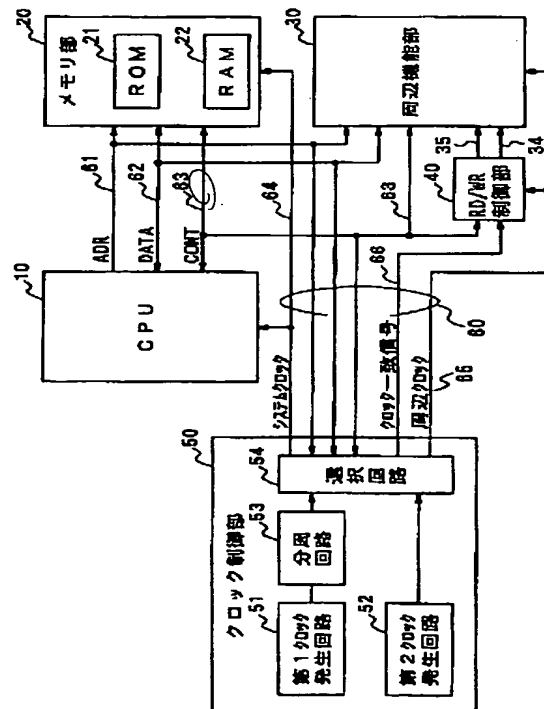 10
CPU
20
メモリ部
21
ROM
22
RAM
ADR
61
DATA
62
CONT
63
64
30
周辺機能部
35
34
40
RD/WR
制御部
63
66
60
システムクロック
クロック一致信号
周辺クロック
65
50
クロック制御部
54
選択回路
53
分周
回路
51
第1クロック
発生回路
52
第2クロック
発生回路